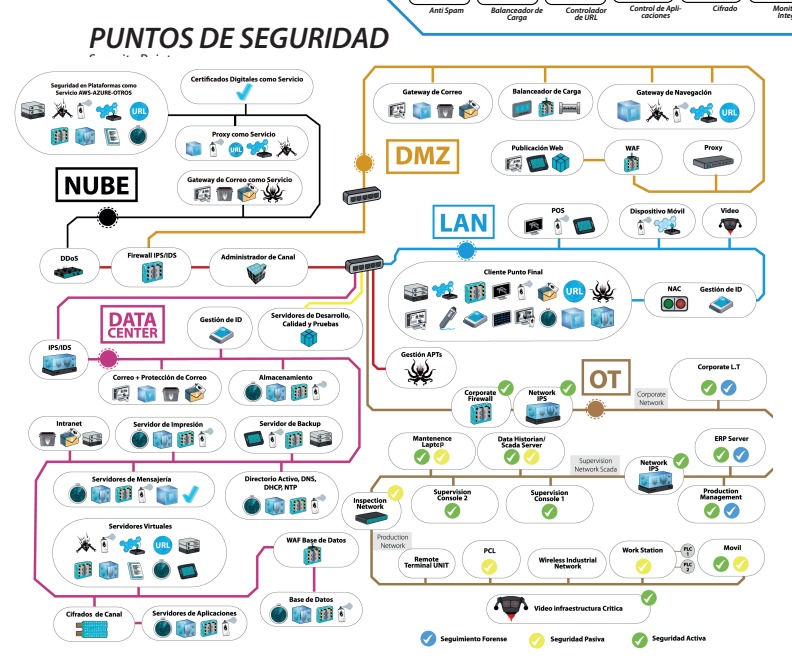 Anti Spam
Balanceador de
Carga
Controlador
de URL
Control de Apli-
caciones
Cifrado
PUNTOS DE SEGURIDAD
Seguridad en Plataformas como
Servicio AWS-AZURE-OTROS
URL
Certificados Digitales como Servicio
Proxy como Servicio
URL
Gateway de Correo como Servicio
NUBE
Gateway de Correo
Balanceador de Carga
Gateway de Navegación
URL
DMZ
Publicación Web
WAF
Proxy
LAN
POS
Dispositivo Móvil
Video
DDoS
Firewall IPS/IDS
Administrador de Canal
Cliente Punto Final
URL
NAC
Gestión de ID
DATA
CENTER
Gestión de ID
Servidores de Desarrollo,
Calidad y Pruebas
IPS/IDS
Gestión APTs
Correo + Protección de Correo
Almacenamiento
OT
Corporate L.T
Corporate
Firewall
Network
IPS
Corporate
Network
Intranet
Servidor de Impresión
Servidor de Backup
Mantenence
Laptop
Data Historian/
Scada Server
Supervision
Network Scada
Network
IPS
ERP Server
Servidores de Mensajería
Directorio Activo, DNS,
DHCP, NTP
Inspection
Network
Supervision
Console 2
Supervision
Console 1
Production
Management
Servidores Virtuales
URL
WAF Base de Datos
Production
Network
Remote
Terminal UNIT
PCL
Wireless Industrial
Network
Work Station
PLC
1
PLC
2
Movil
Cifrados de Canal
Servidores de Aplicaciones
Base de Datos
Video infraestructura Critica
Seguimiento Forense
Seguridad Pasiva
Seguridad Activa